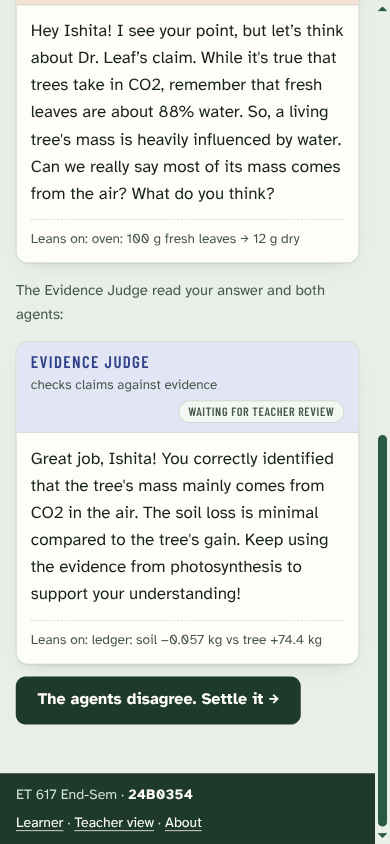 Hey Ishita! I see your point, but let's think
about Dr. Leaf's claim. While it's true that
trees take in CO2, remember that fresh
leaves are about 88% water. So, a living
tree's mass is heavily influenced by water.
Can we really say most of its mass comes
from the air? What do you think?
Leans on: oven: 100 g fresh leaves → 12 g dry
The Evidence Judge read your answer and both
agents:
EVIDENCE JUDGE
checks claims against evidence
WAITING FOR TEACHER REVIEW
Great job, Ishita! You correctly identified
that the tree's mass mainly comes from
CO2 in the air. The soil loss is minimal
compared to the tree's gain. Keep using
the evidence from photosynthesis to
support your understanding!
Leans on: ledger: soil −0.057 kg vs tree +74.4 kg
The agents disagree. Settle it →
ET 617 End-Sem · 24B0354
Learner · Teacher view · About